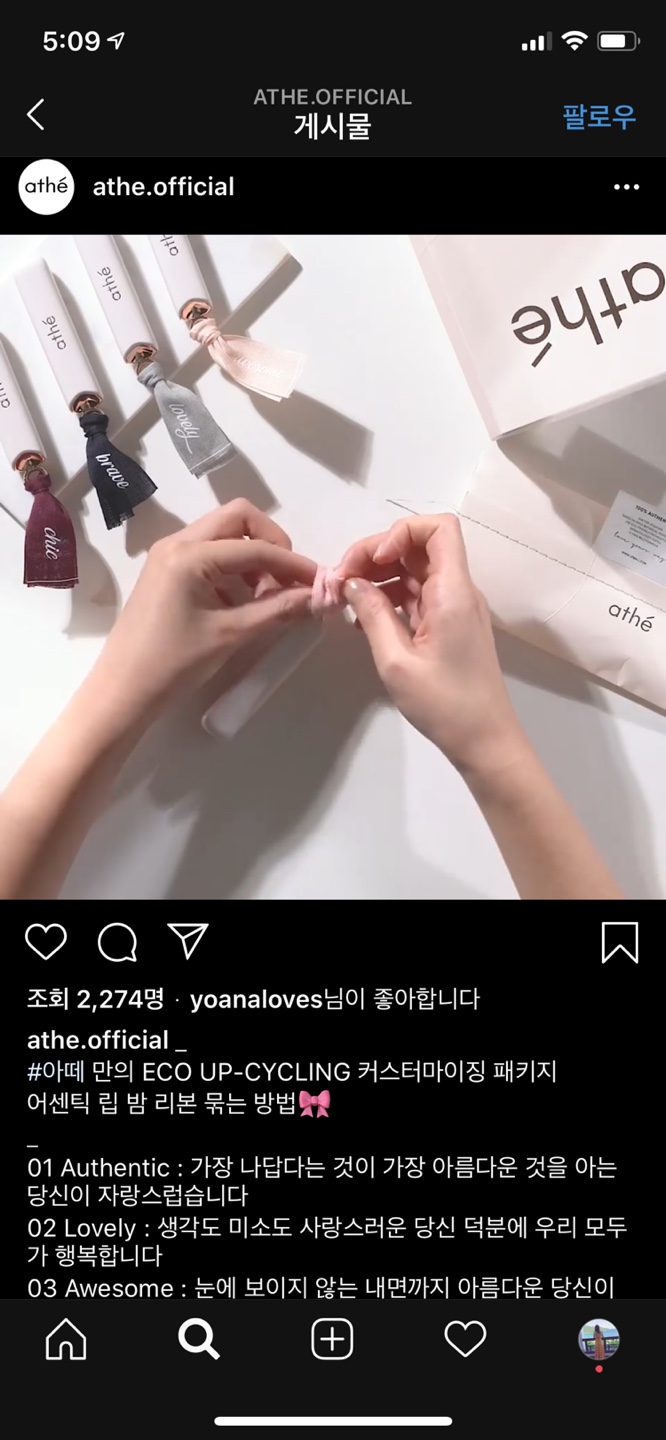 5:09
ATHE.OFFICIAL
게시물
팔로우
athé
athe.official
athé
athé
athé
ath
athé
chic
brave
lovely
awesome
100% AUTHEN
athé
조회 2,274명 · yoanaloves님이 좋아합니다
athe.official _
#아떼 만의 ECO UP-CYCLING 커스터마이징 패키지
어센틱 립 밤 리본 묶는 방법🎀
_
01 Authentic : 가장 나답다는 것이 가장 아름다운 것을 아는
당신이 자랑스럽습니다
02 Lovely : 생각도 미소도 사랑스러운 당신 덕분에 우리 모두
가 행복합니다
03 Awesome : 눈에 보이지 않는 내면까지 아름다운 당신이